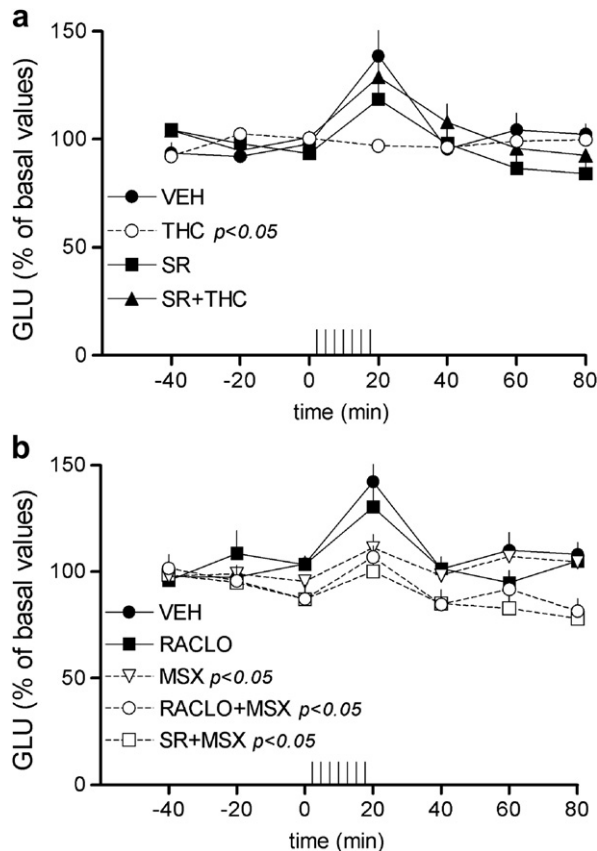 a
150
100
50
0
GLU (% of basal values)
VEH
THC p<0.05
SR
SR+THC
-40 -20 0 20 40 60 80
time (min)
b
150
100
50
0
GLU (% of basal values)
VEH
RACLO
MSX p<0.05
RACLO+MSX p<0.05
SR+MSX p<0.05
-40 -20 0 20 40 60 80
time (min)